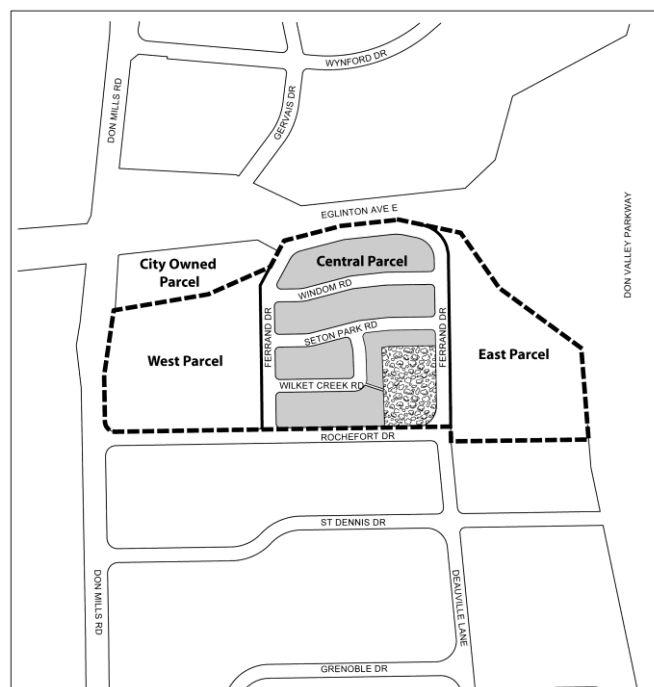 WYNFORD DR
DON MILLS RD
GERVAIS DR
EGLINTON AVE E
DON VALLEY PARKWAY
City Owned
Parcel
Central Parcel
WINDOM RD
FERRAND DR
SETON PARK RD
FERRAND DR
West Parcel
East Parcel
WILKET CREEK RD
ROCHEFORT DR
ST DENNIS DR
DON MILLS RD
DEAUVILLE LANE
GRENOBLE DR